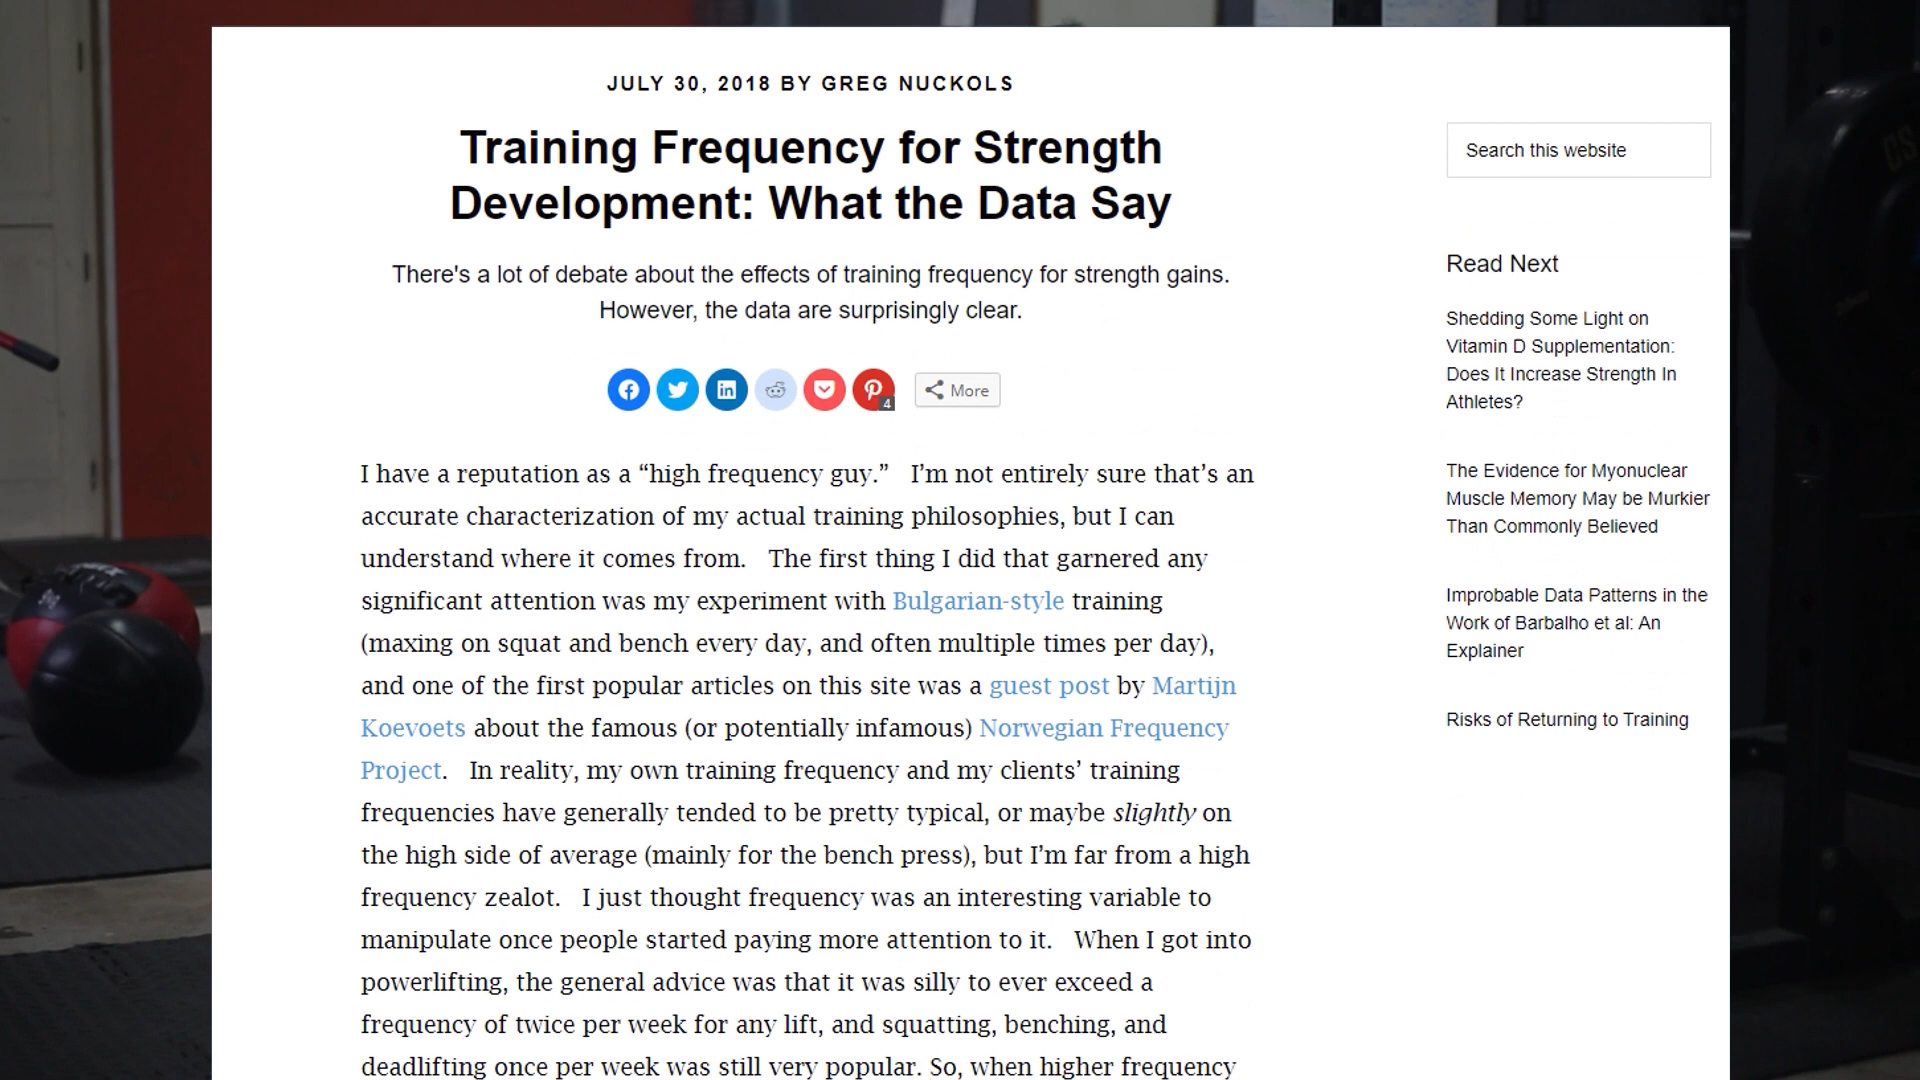 JULY 30, 2018 BY GREG NUCKOLS
Training Frequency for Strength
Development: What the Data Say
There's a lot of debate about the effects of training frequency for strength gains.
However, the data are surprisingly clear.
4
More
I have a reputation as a “high frequency guy.” I’m not entirely sure that’s an
accurate characterization of my actual training philosophies, but I can
understand where it comes from. The first thing I did that garnered any
significant attention was my experiment with Bulgarian-style training
(maxing on squat and bench every day, and often multiple times per day),
and one of the first popular articles on this site was a guest post by Martijn
Koevoets about the famous (or potentially infamous) Norwegian Frequency
Project. In reality, my own training frequency and my clients’ training
frequencies have generally tended to be pretty typical, or maybe slightly on
the high side of average (mainly for the bench press), but I’m far from a high
frequency zealot. I just thought frequency was an interesting variable to
manipulate once people started paying more attention to it. When I got into
powerlifting, the general advice was that it was silly to ever exceed a
frequency of twice per week for any lift, and squatting, benching, and
deadlifting once per week was still very popular. So, when higher frequency
Search this website
Read Next
Shedding Some Light on
Vitamin D Supplementation:
Does It Increase Strength In
Athletes?
The Evidence for Myonuclear
Muscle Memory May be Murkier
Than Commonly Believed
Improbable Data Patterns in the
Work of Barbalho et al: An
Explainer
Risks of Returning to Training